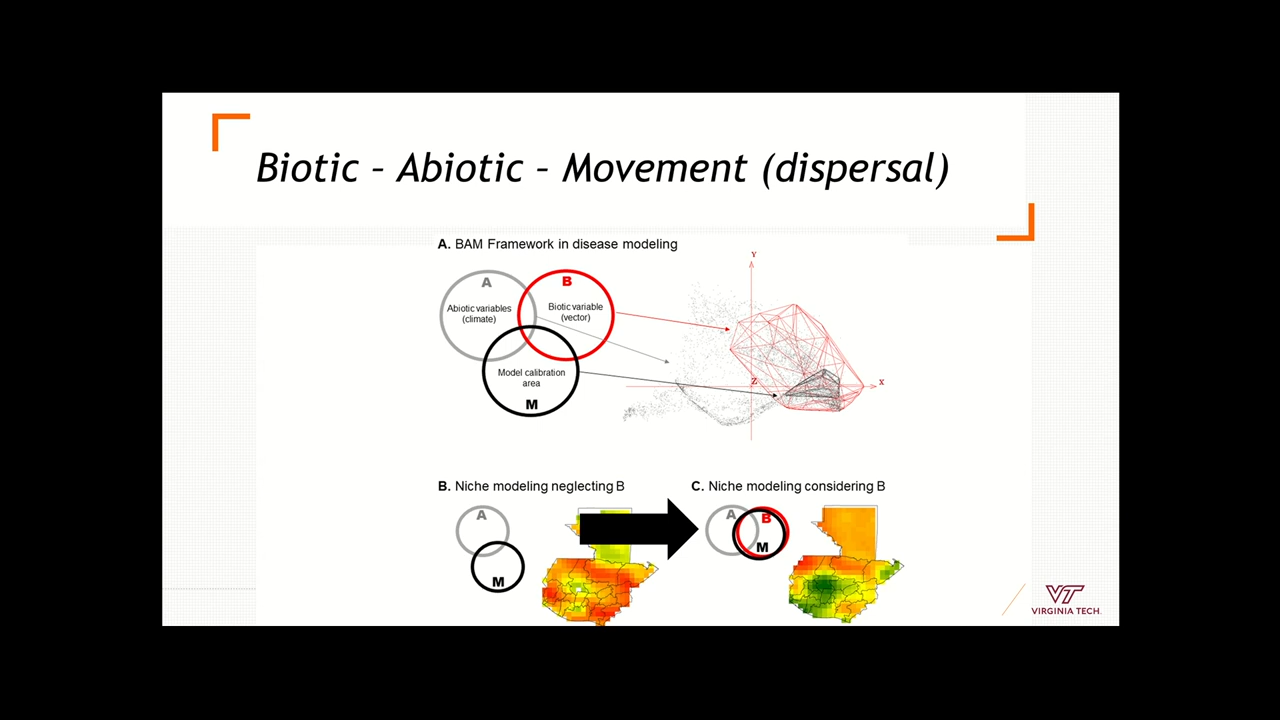 Biotic – Abiotic – Movement (dispersal)
A. BAM Framework in disease modeling
A
B
Abiotic variables
(climate)
Biotic variable
(vector)
Model calibration
area
M
Y
Z
X
B. Niche modeling neglecting B
A
M
C. Niche modeling considering B
A
B
M
VT
VIRGINIA TECH.